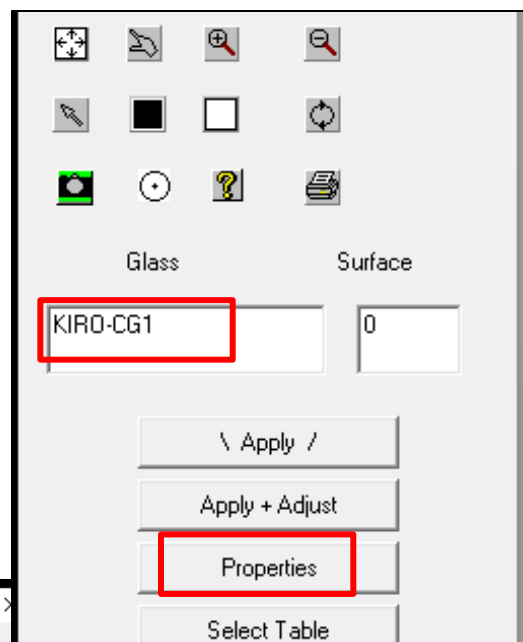 Glass Surface
KIRO-CG1 0
\ Apply /
Apply + Adjust
Properties
Select Table